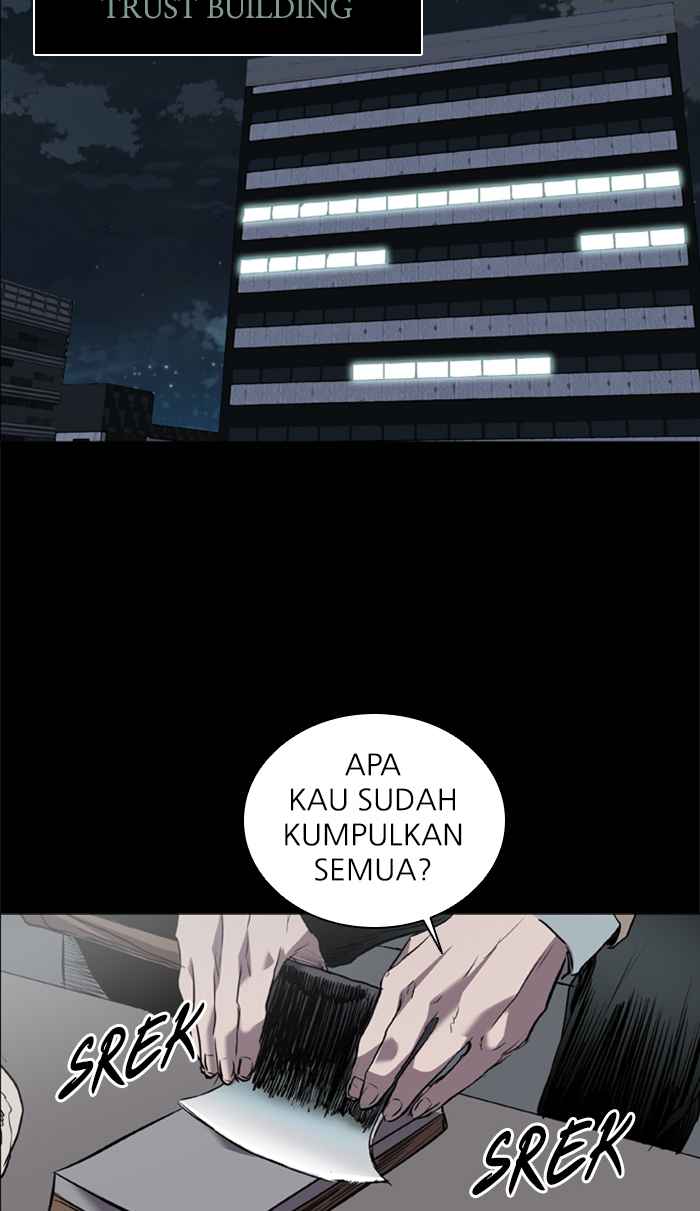 TRUST BUILDING
APA
KAU SUDAH
KUMPULKAN
SEMUA?
SREK
SREK